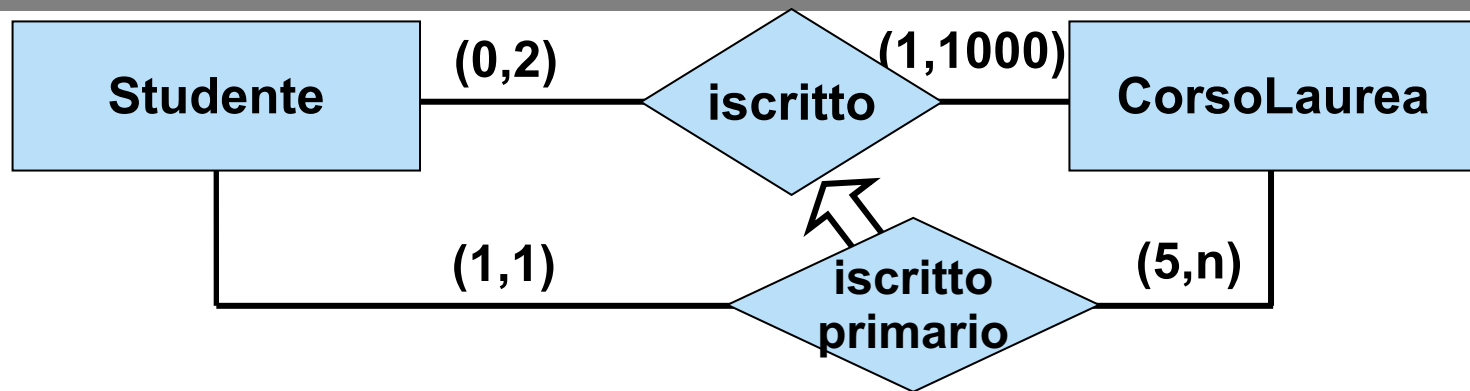 Studente
(0,2)
iscritto
(1,1000)
CorsoLaurea
(1,1)
iscritto
primario
(5,n)